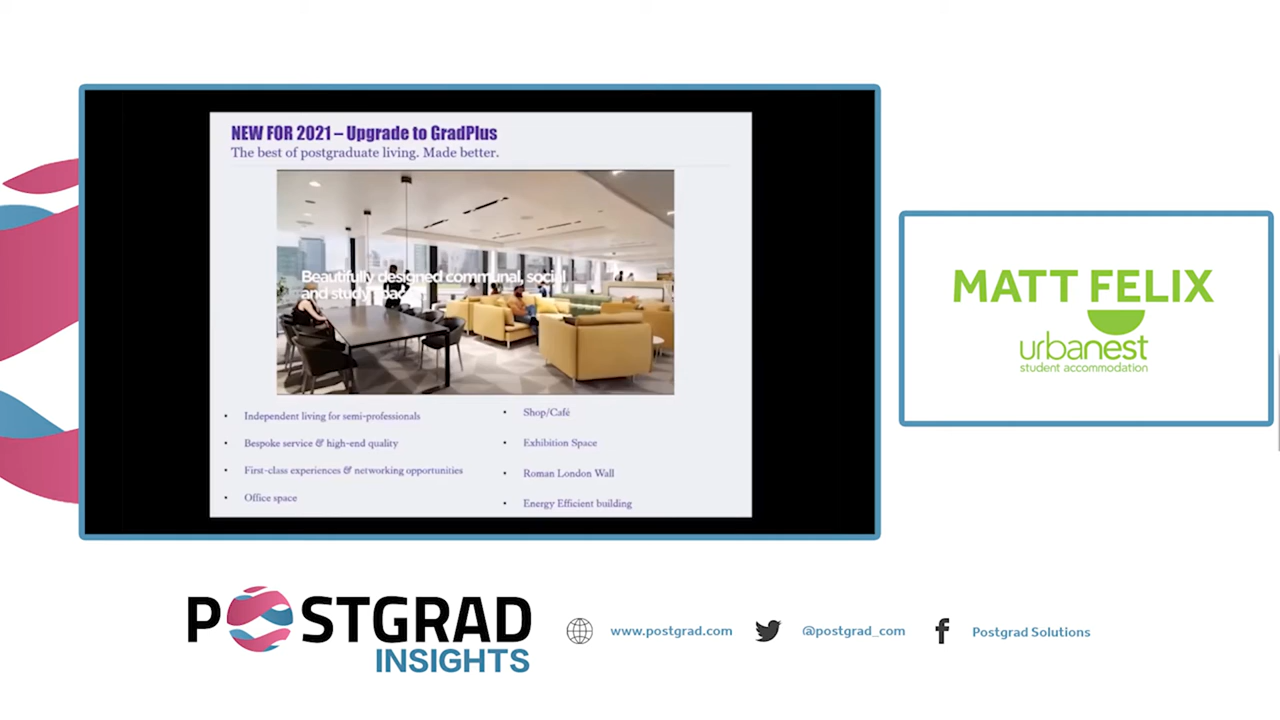 NEW FOR 2021 – Upgrade to GradPlus
The best of postgraduate living. Made better.
Beautifully designed communal, social
and study spaces
• Independent living for semi-professionals
• Bespoke service & high-end quality
• First-class experiences & networking opportunities
• Office space
• Shop/Café
• Exhibition Space
• Roman London Wall
• Energy Efficient building
MATT FELIX
urbanest
student accommodation
POSTGRAD
INSIGHTS
www.postgrad.com
@postgrad_com
Postgrad Solutions